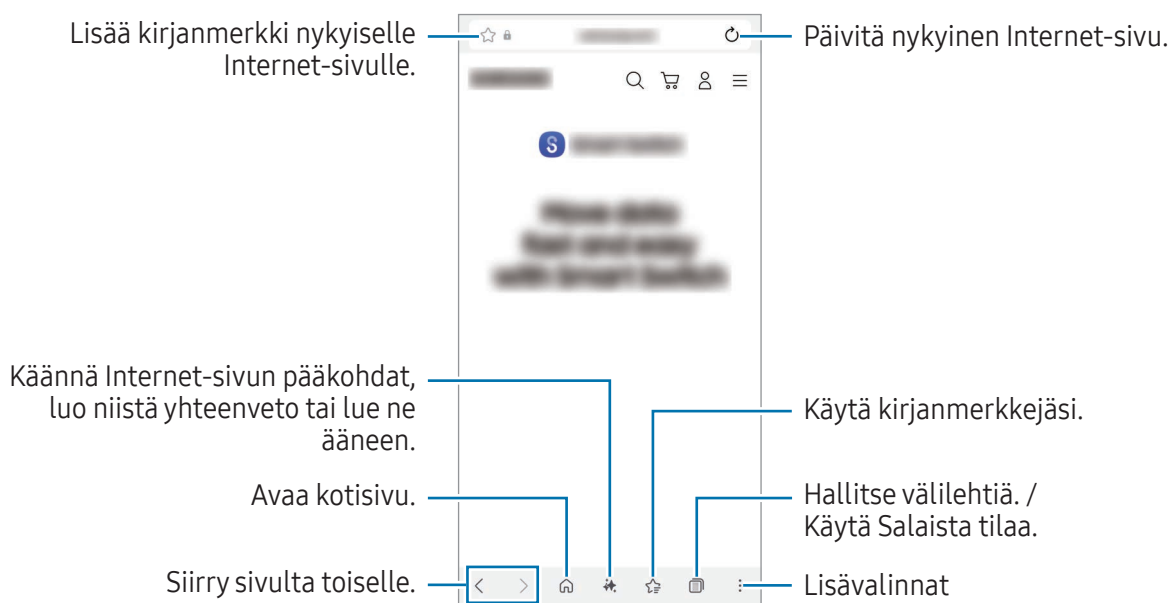 Lisää kirjanmerkki nykyiselle
Internet-sivulle.
Päivitä nykyinen Internet-sivu.
Käännä Internet-sivun pääkohdat,
luo niistä yhteenveto tai lue ne
ääneen.
Käytä kirjanmerkkejäsi.
Avaa kotisivu.
Hallitse välilehtiä. /
Käytä Salaista tilaa.
Siirry sivulta toiselle.
Lisävalinnat